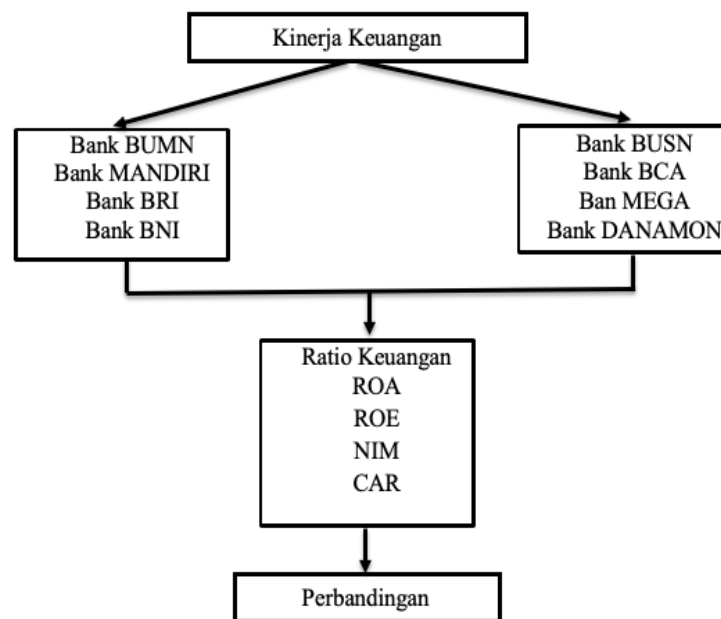 Kinerja Keuangan
Bank BUMN
Bank MANDIRI
Bank BRI
Bank BNI
Bank BUSN
Bank BCA
Ban MEGA
Bank DANAMON
Ratio Keuangan
ROA
ROE
NIM
CAR
Perbandingan